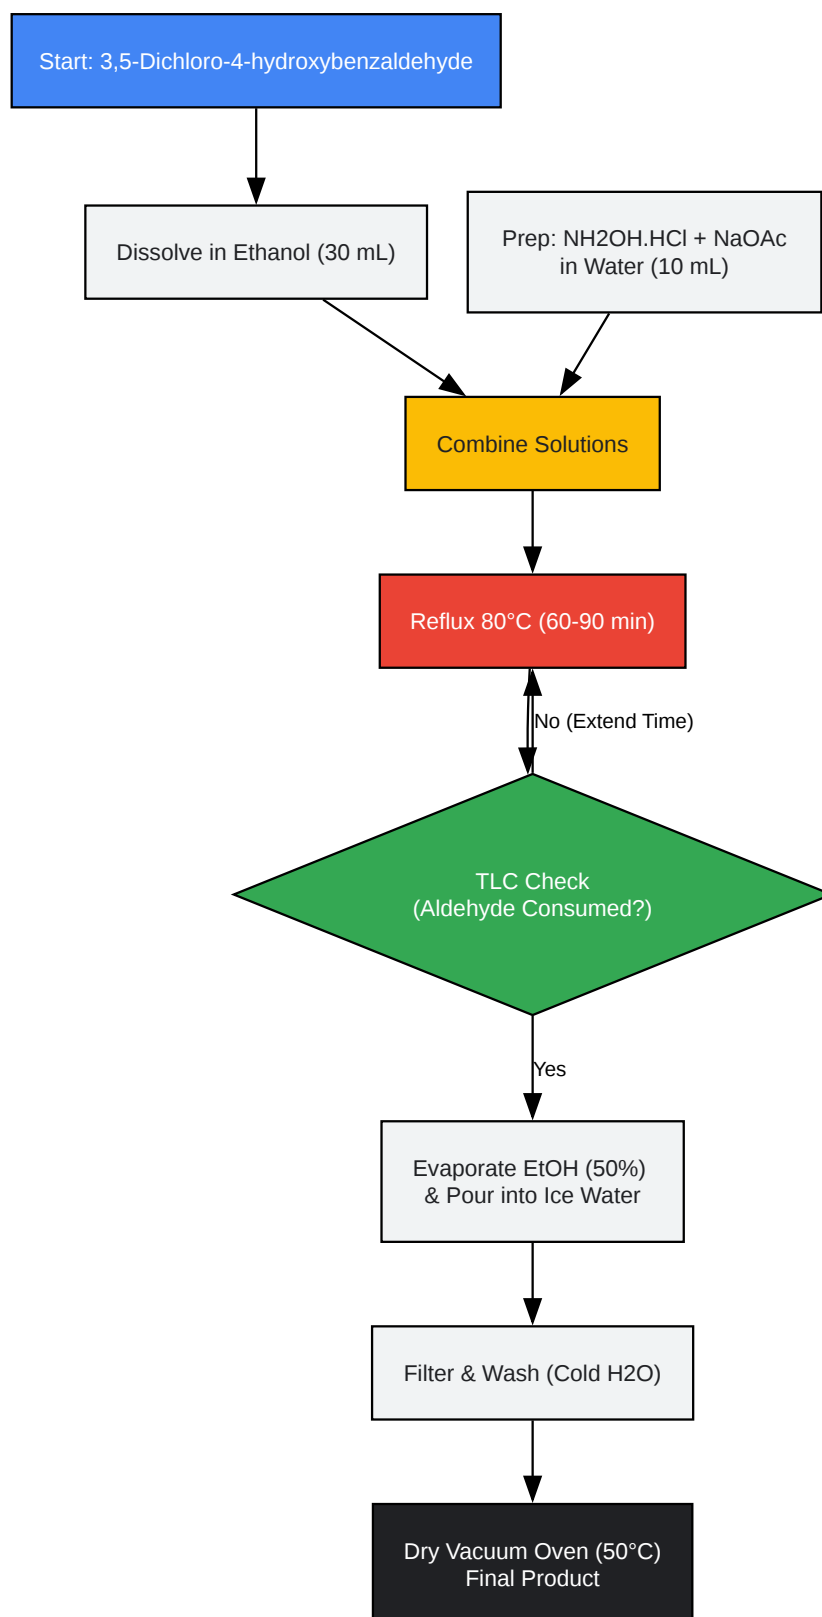 Start: 3,5-Dichloro-4-hydroxybenzaldehyde
Dissolve in Ethanol (30 mL)
Prep: NH2OH.HCl + NaOAc
in Water (10 mL)
Combine Solutions
Reflux 80°C (60-90 min)
No (Extend Time)
TLC Check
(Aldehyde Consumed?)
Yes
Evaporate EtOH (50%)
& Pour into Ice Water
Filter & Wash (Cold H2O)
Dry Vacuum Oven (50°C)
Final Product